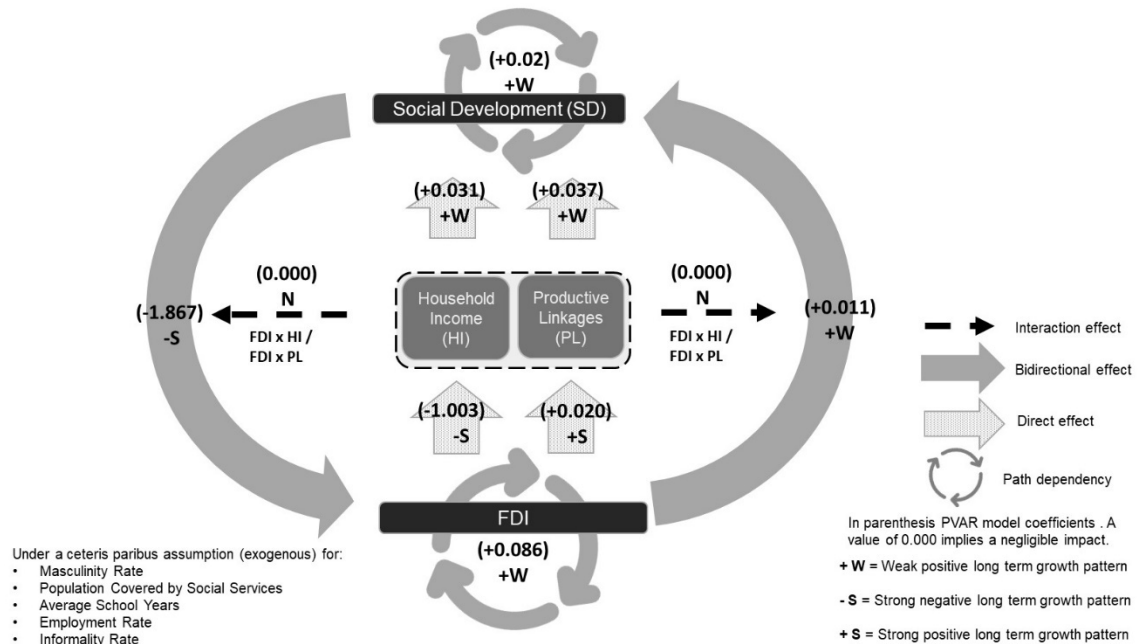 (+0.02)
+W
Social Development (SD)
(+0.031)
+W
(+0.037)
+W
(0.000)
N
FDI x HI /
FDI x PL
(-1.867)
-S
Household
Income
(HI)
Productive
Linkages
(PL)
(0.000)
N
FDI x HI /
FDI x PL
(+0.011)
+W
(-1.003)
-S
(+0.020)
+S
FDI
(+0.086)
+W
Interaction effect
Bidirectional effect
Direct effect
Path dependency
In parenthesis PVAR model coefficients . A
value of 0.000 implies a negligible impact.
+ W = Weak positive long term growth pattern
- S = Strong negative long term growth pattern
+ S = Strong positive long term growth pattern
Under a ceteris paribus assumption (exogenous) for:
• Masculinity Rate
• Population Covered by Social Services
• Average School Years
• Employment Rate
• Informality Rate